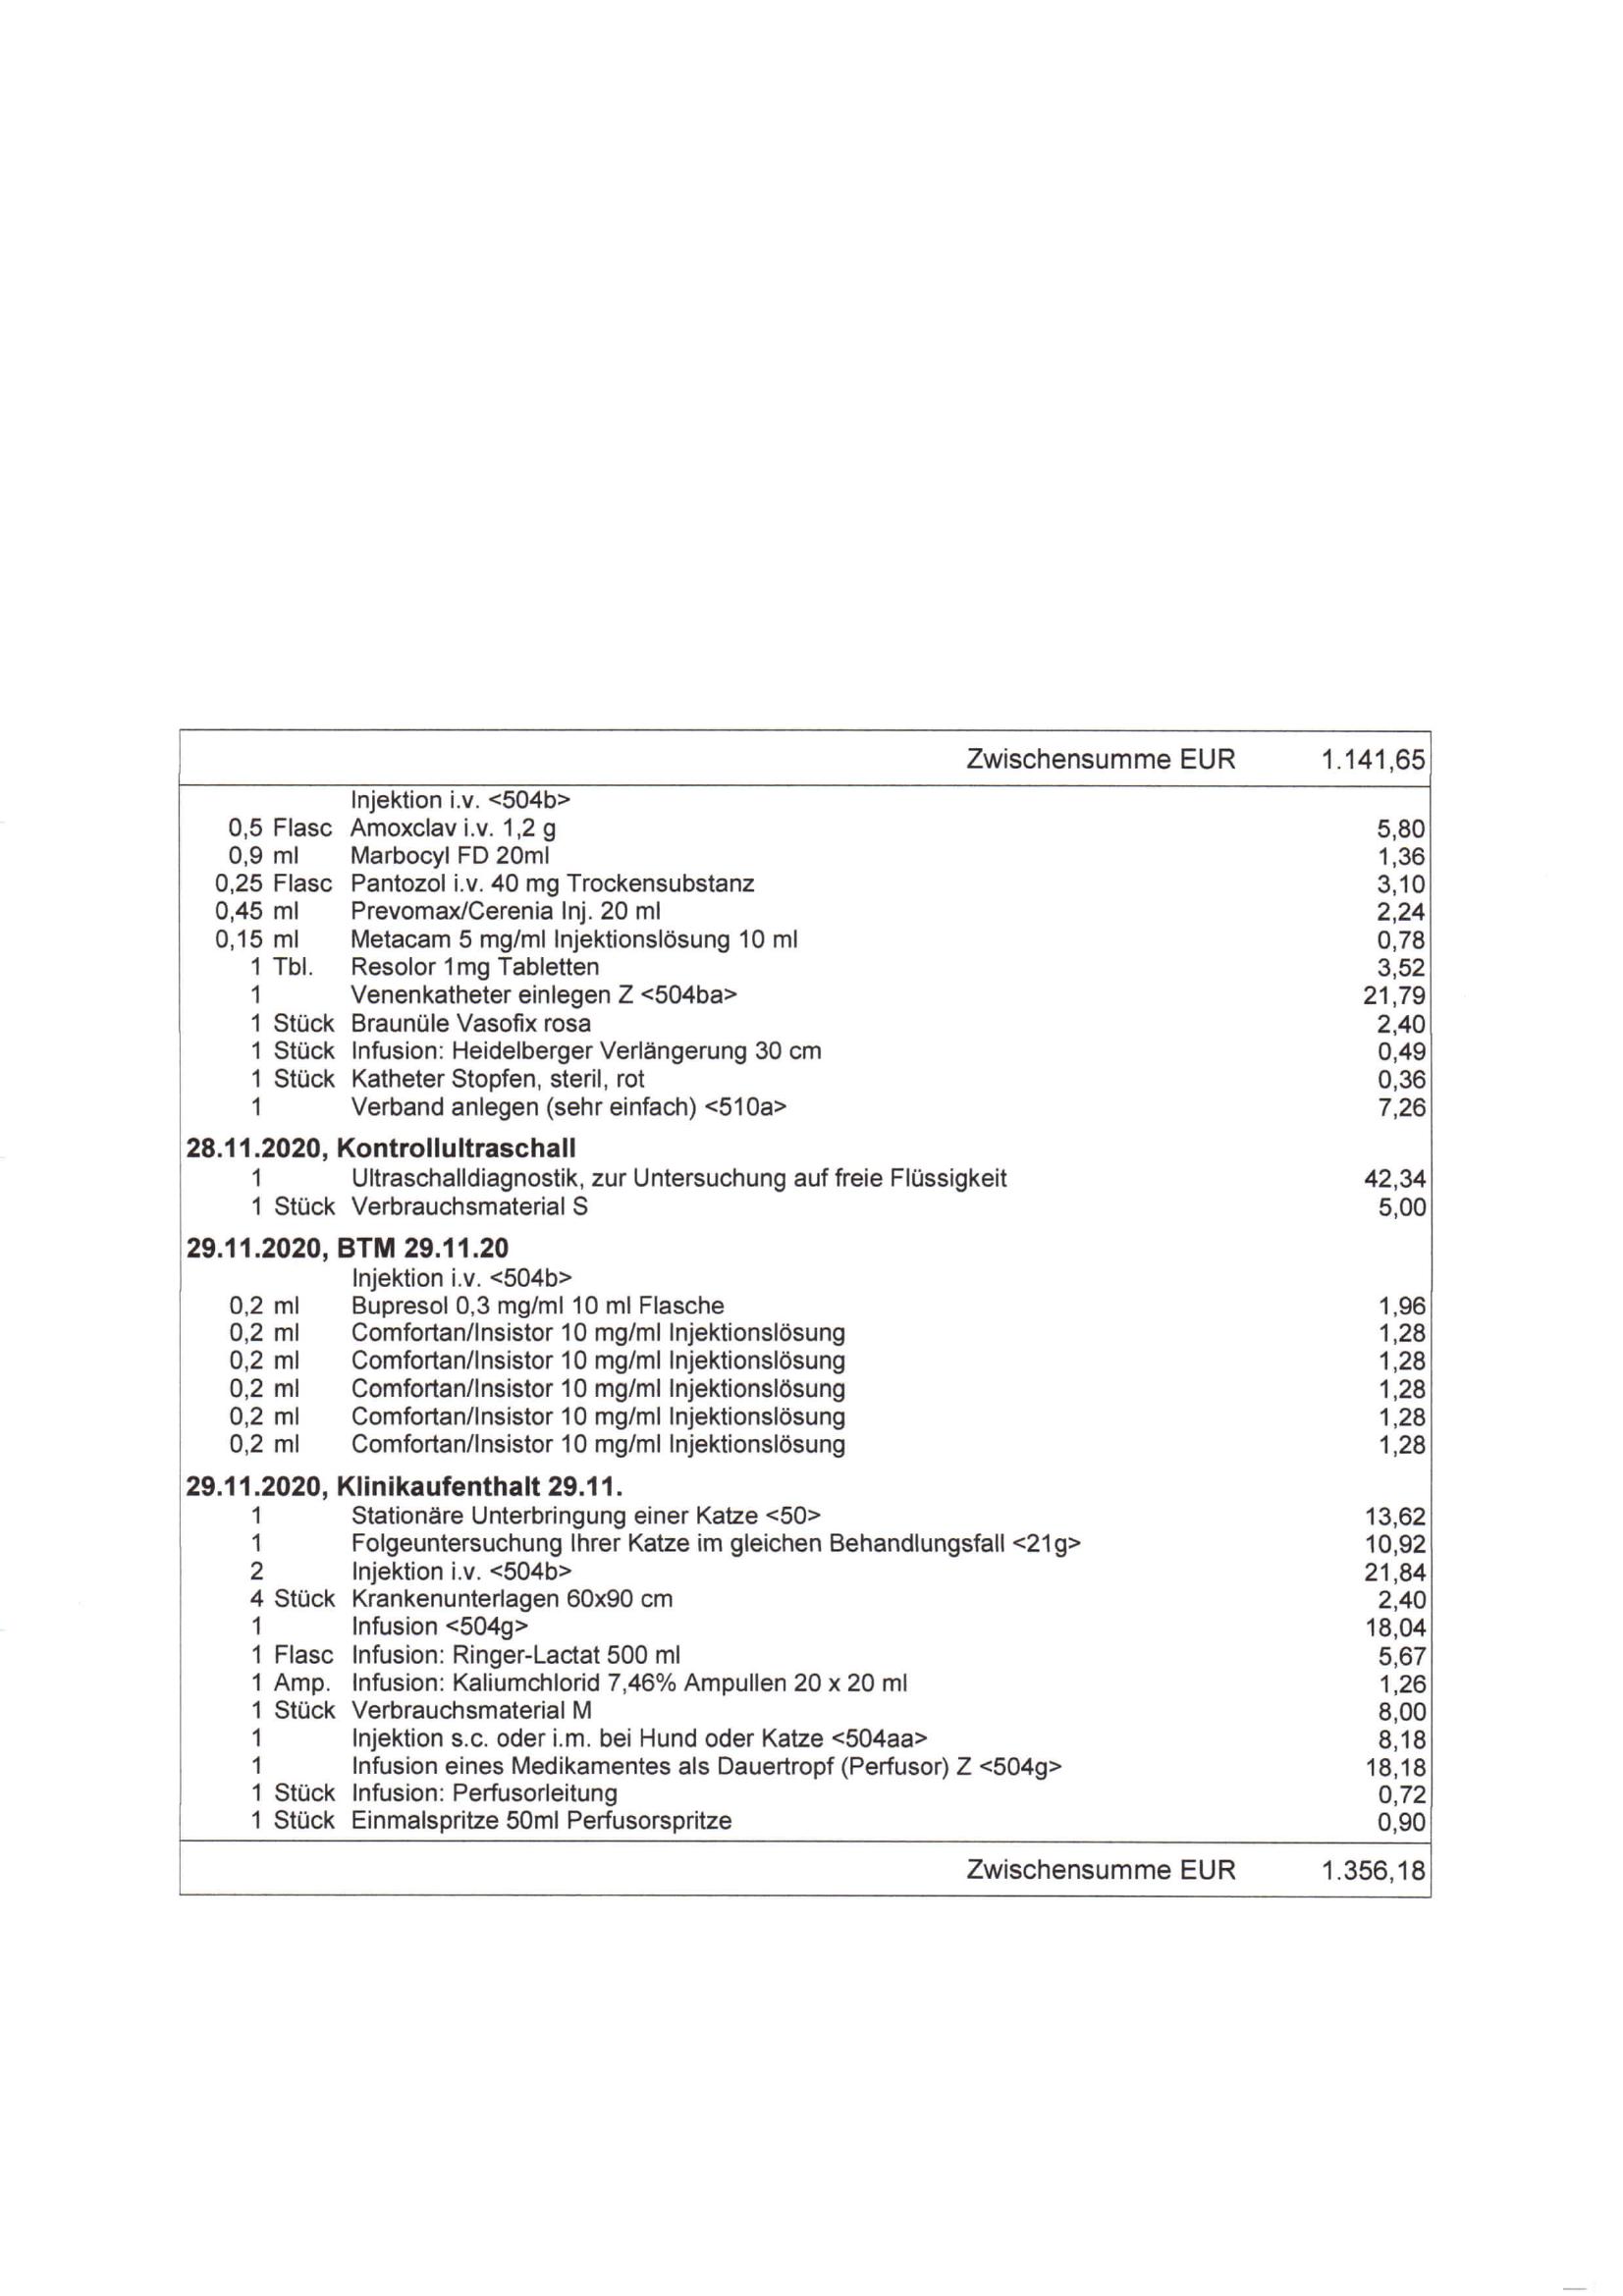 Zwischensumme EUR 1.141,65
Injektion i.v. <504b>
0,5 Flasc Amoxclav i.v. 1,2 g 5,80
0,9 ml Marbocyl FD 20ml 1,36
0,25 Flasc Pantozol i.v. 40 mg Trockensubstanz 3,10
0,45 ml Prevomax/Cerenia Inj. 20 ml 2,24
0,15 ml Metacam 5 mg/ml Injektionslösung 10 ml 0,78
1 Tbl. Resolor 1mg Tabletten 3,52
1 Venenkatheter einlegen Z <504ba> 21,79
1 Stück Braunüle Vasofix rosa 2,40
1 Stück Infusion: Heidelberger Verlängerung 30 cm 0,49
1 Stück Katheter Stopfen, steril, rot 0,36
1 Verband anlegen (sehr einfach) <510a> 7,26
28.11.2020, Kontrollultraschall
1 Ultraschalldiagnostik, zur Untersuchung auf freie Flüssigkeit 42,34
1 Stück Verbrauchsmaterial S 5,00
29.11.2020, BTM 29.11.20
Injektion i.v. <504b>
0,2 ml Bupresol 0,3 mg/ml 10 ml Flasche 1,96
0,2 ml Comfortan/Insistor 10 mg/ml Injektionslösung 1,28
0,2 ml Comfortan/Insistor 10 mg/ml Injektionslösung 1,28
0,2 ml Comfortan/Insistor 10 mg/ml Injektionslösung 1,28
0,2 ml Comfortan/Insistor 10 mg/ml Injektionslösung 1,28
0,2 ml Comfortan/Insistor 10 mg/ml Injektionslösung 1,28
29.11.2020, Klinikaufenthalt 29.11.
1 Stationäre Unterbringung einer Katze <50> 13,62
1 Folgeuntersuchung Ihrer Katze im gleichen Behandlungsfall <21g> 10,92
2 Injektion i.v. <504b> 21,84
4 Stück Krankenunterlagen 60x90 cm 2,40
1 Infusion <504g> 18,04
1 Flasc Infusion: Ringer-Lactat 500 ml 5,67
1 Amp. Infusion: Kaliumchlorid 7,46% Ampullen 20 x 20 ml 1,26
1 Stück Verbrauchsmaterial M 8,00
1 Injektion s.c. oder i.m. bei Hund oder Katze <504aa> 8,18
1 Infusion eines Medikamentes als Dauertropf (Perfusor) Z <504g> 18,18
1 Stück Infusion: Perfusorleitung 0,72
1 Stück Einmalspritze 50ml Perfusorspritze 0,90
Zwischensumme EUR 1.356,18